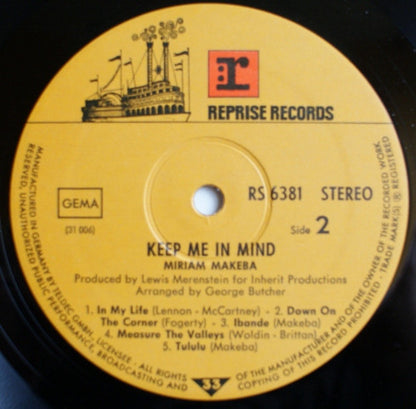 r
REPRISE RECORDS
GEMA
(31 006)
RS 6381 STEREO
Side 2
KEEP ME IN MIND
MIRIAM MAKEBA
Produced by Lewis Merenstein for Inherit Productions
Arranged by George Butcher
1. In My Life (Lennon - McCartney) - 2. Down On
The Corner (Fogerty) - 3. Ibande (Makeba)
4. Measure The Valleys (Woldin - Brittan)
5. Tululu (Makeba)
33
MANUFACTURED IN GERMANY BY TELDEC GMBH, LICENSEE. ALL RIGHTS OF THE MANUFACTURER AND OF THE OWNER OF THE RECORDED WORK
RESERVED, UNAUTHORIZED PUBLIC PERFORMANCE, BROADCASTING AND COPYING OF THIS RECORD PROHIBITED · TRADE MARK(S) ® REGISTERED